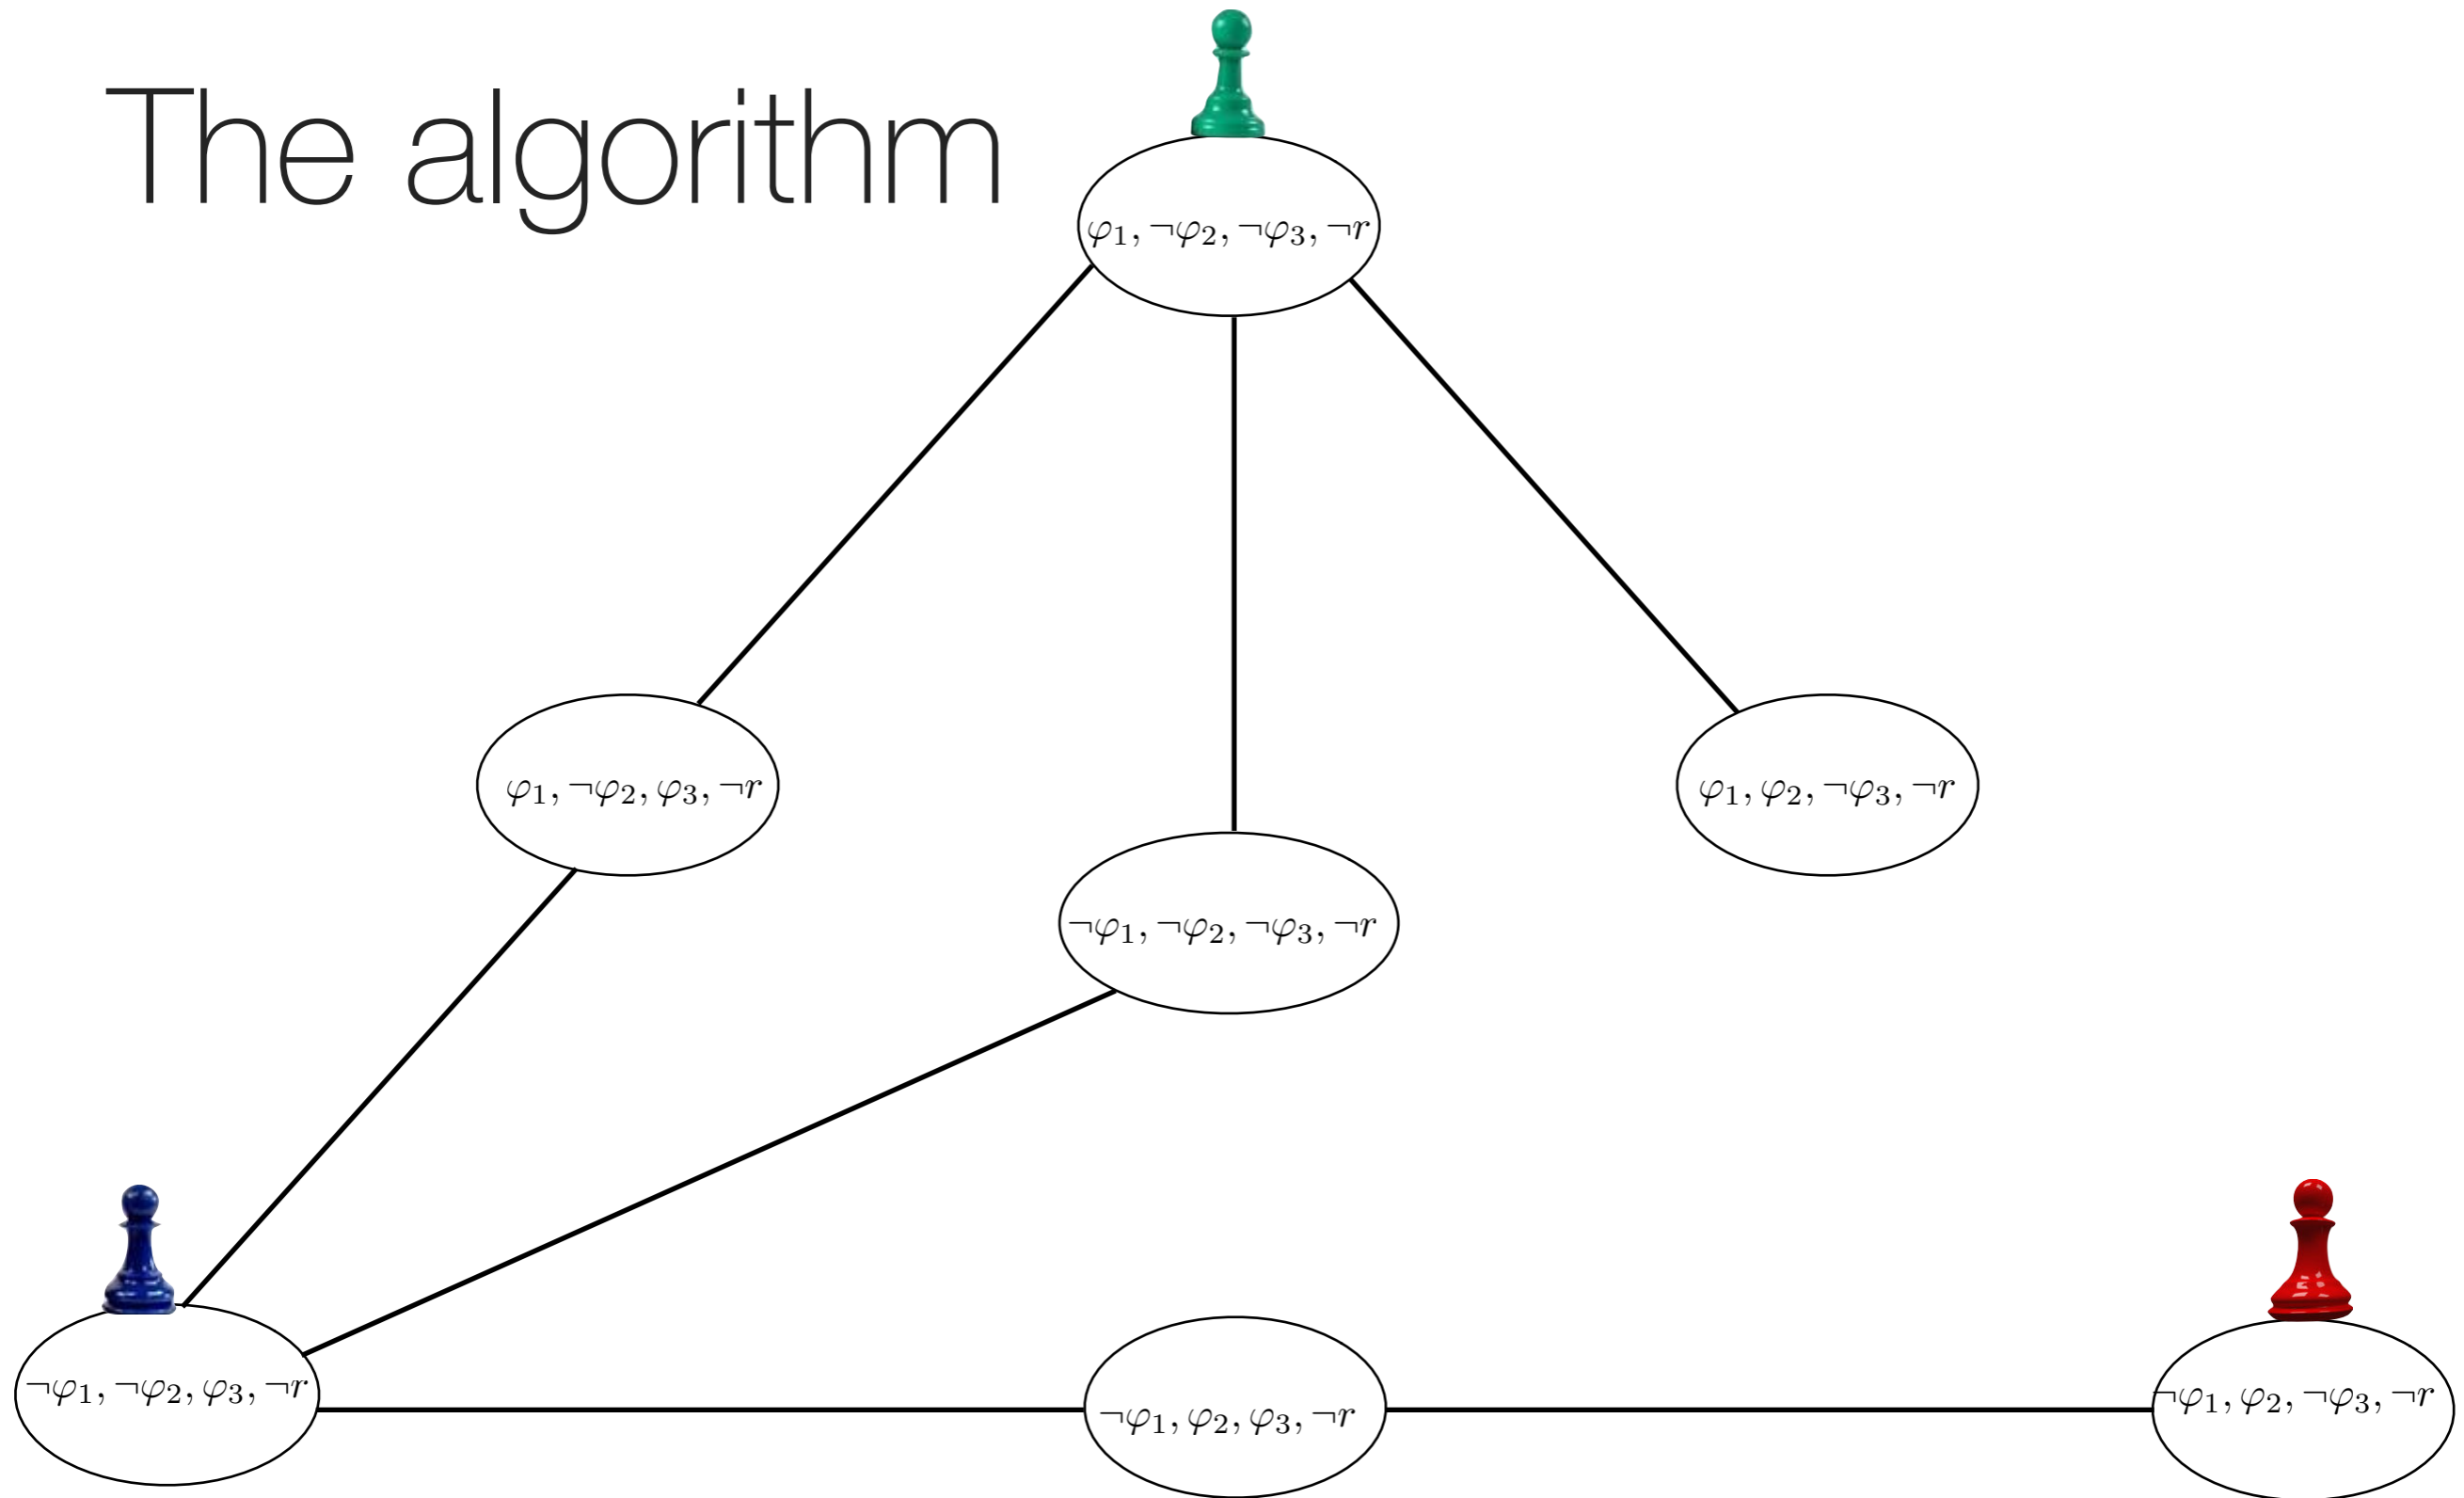 The algorithm
φ₁, ¬φ₂, ¬φ₃, ¬r
φ₁, ¬φ₂, φ₃, ¬r
φ₁, φ₂, ¬φ₃, ¬r
¬φ₁, ¬φ₂, ¬φ₃, ¬r
¬φ₁, ¬φ₂, φ₃, ¬r
¬φ₁, φ₂, φ₃, ¬r
¬φ₁, φ₂, ¬φ₃, ¬r